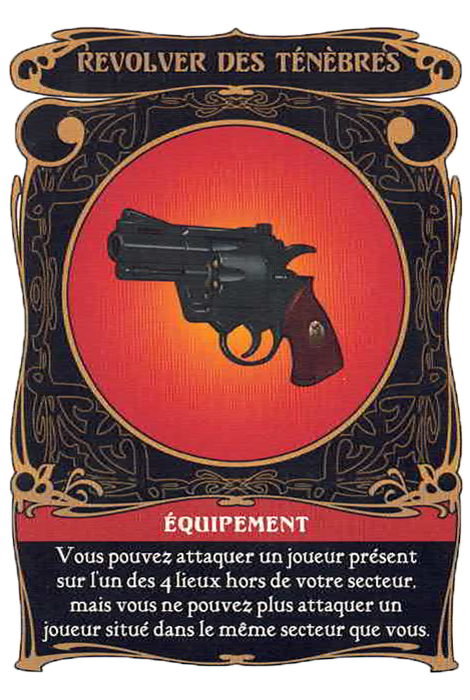 REVOLVER DES TÉNÈBRES
ÉQUIPEMENT
Vous pouvez attaquer un joueur présent
sur l'un des 4 lieux hors de votre secteur,
mais vous ne pouvez plus attaquer un
joueur situé dans le même secteur que vous.